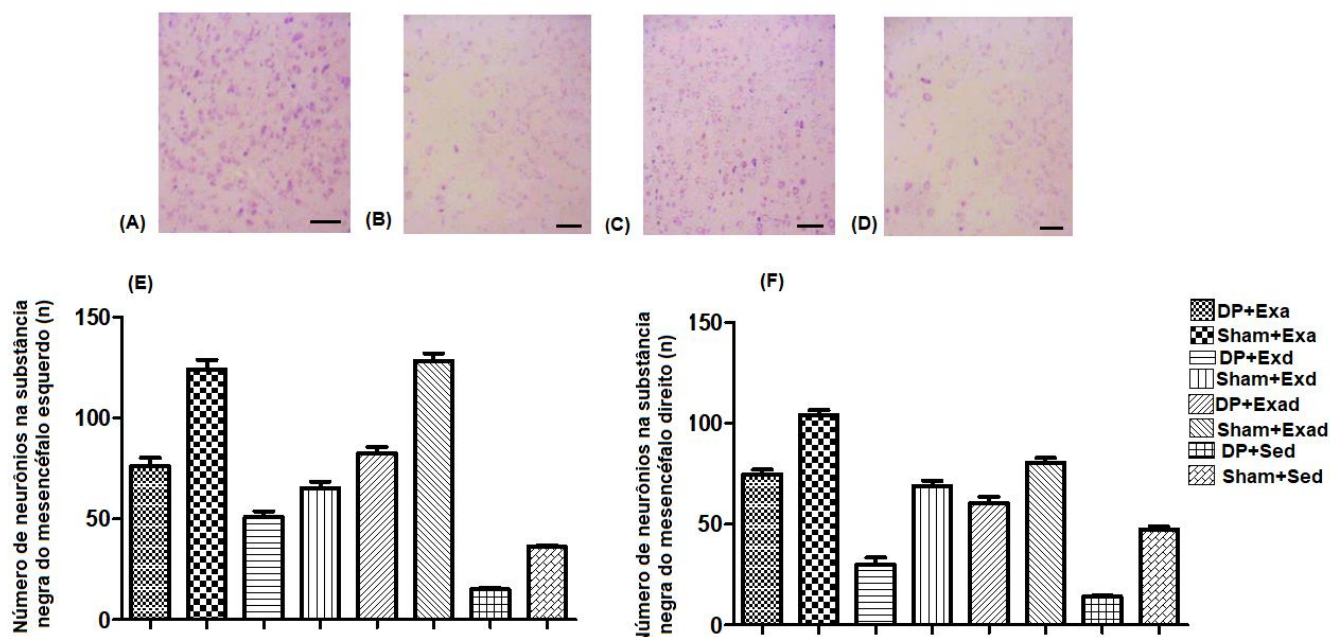 (A)
(B)
(C)
(D)
(E)
Número de neurônios na substância
negra do mesencéfalo esquerdo (n)
150
100
50
0
(F)
Número de neurônios na substância
negra do mesencéfalo direito (n)
150
100
50
0
DP+Exa
Sham+Exa
DP+Exd
Sham+Exd
DP+Exad
Sham+Exad
DP+Sed
Sham+Sed